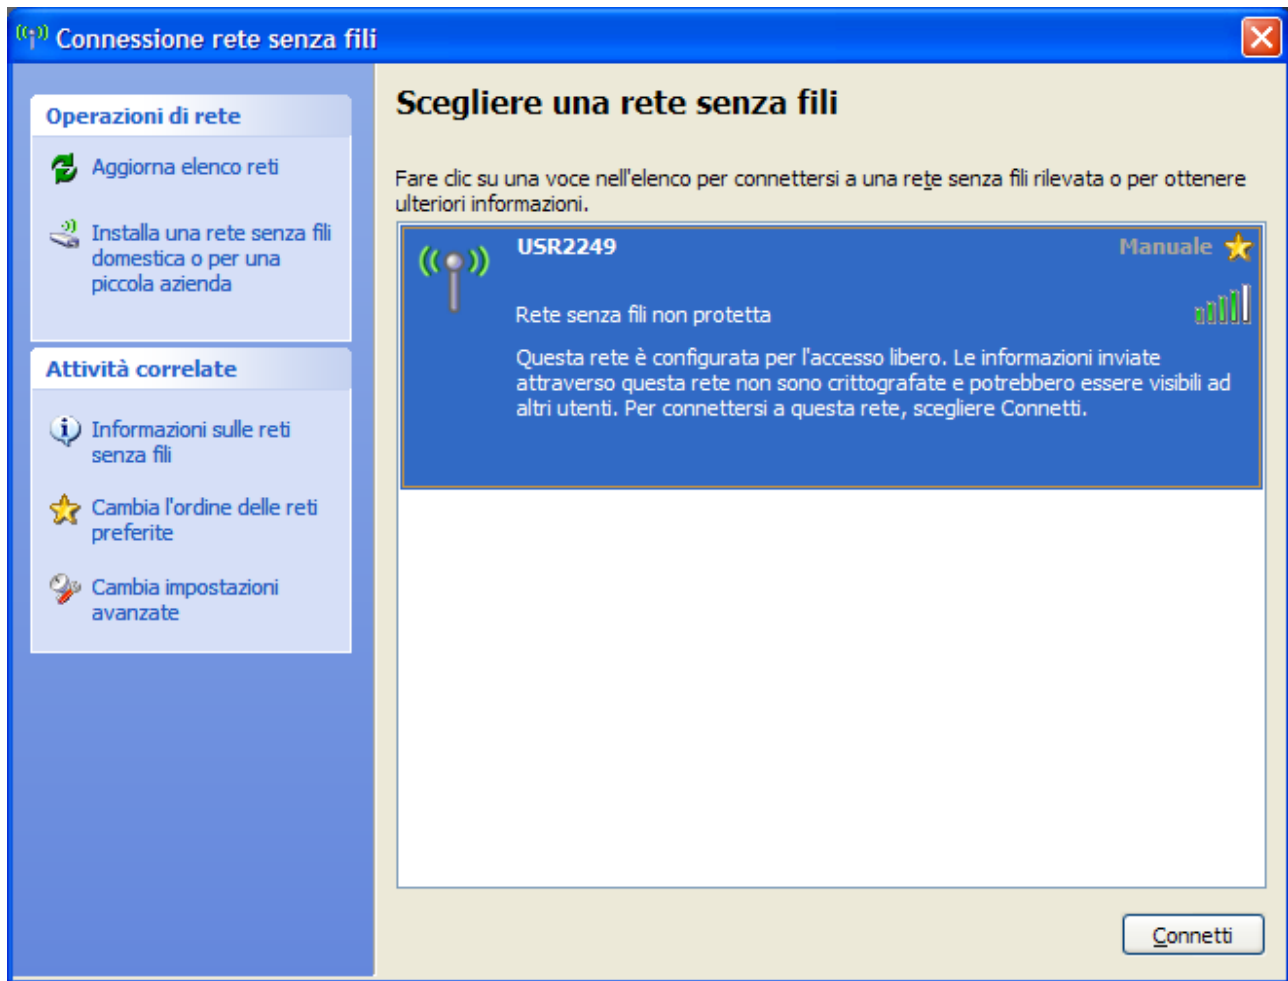 Connessione rete senza fili
Operazioni di rete
Aggiorna elenco reti
Installa una rete senza fili
domestica o per una
piccola azienda
Attività correlate
Informazioni sulle reti
senza fili
Cambia l'ordine delle reti
preferite
Cambia impostazioni
avanzate
Scegliere una rete senza fili
Fare clic su una voce nell'elenco per connettersi a una rete senza fili rilevata o per ottenere
ulteriori informazioni.
USR2249 Manuale
Rete senza fili non protetta
Questa rete è configurata per l'accesso libero. Le informazioni inviate
attraverso questa rete non sono crittografate e potrebbero essere visibili ad
altri utenti. Per connettersi a questa rete, scegliere Connetti.
Connetti